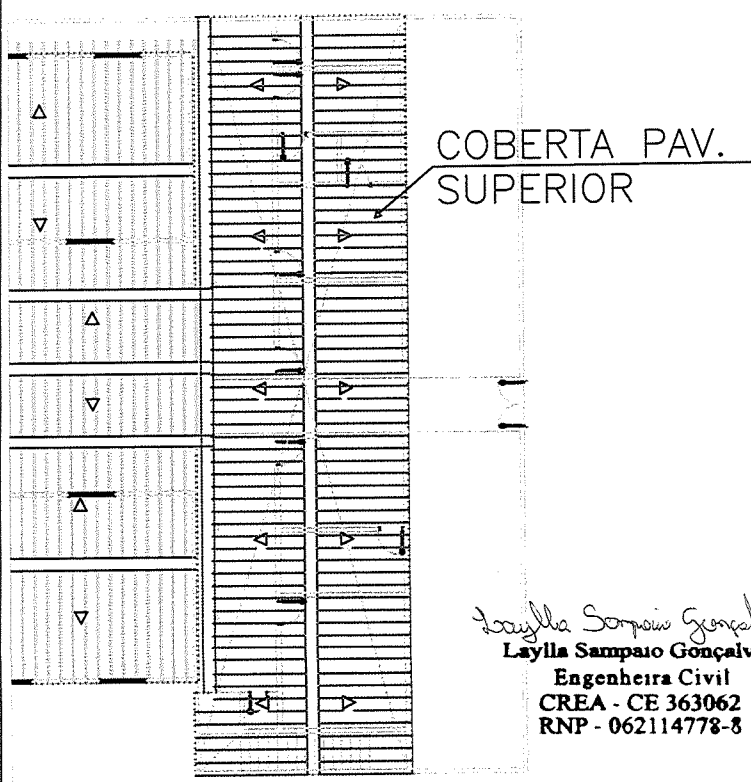 COBERTA PAV.
SUPERIOR
Laylla Sampaio Gonçalv
Engenheira Civil
CREA - CE 363062
RNP - 062114778-8